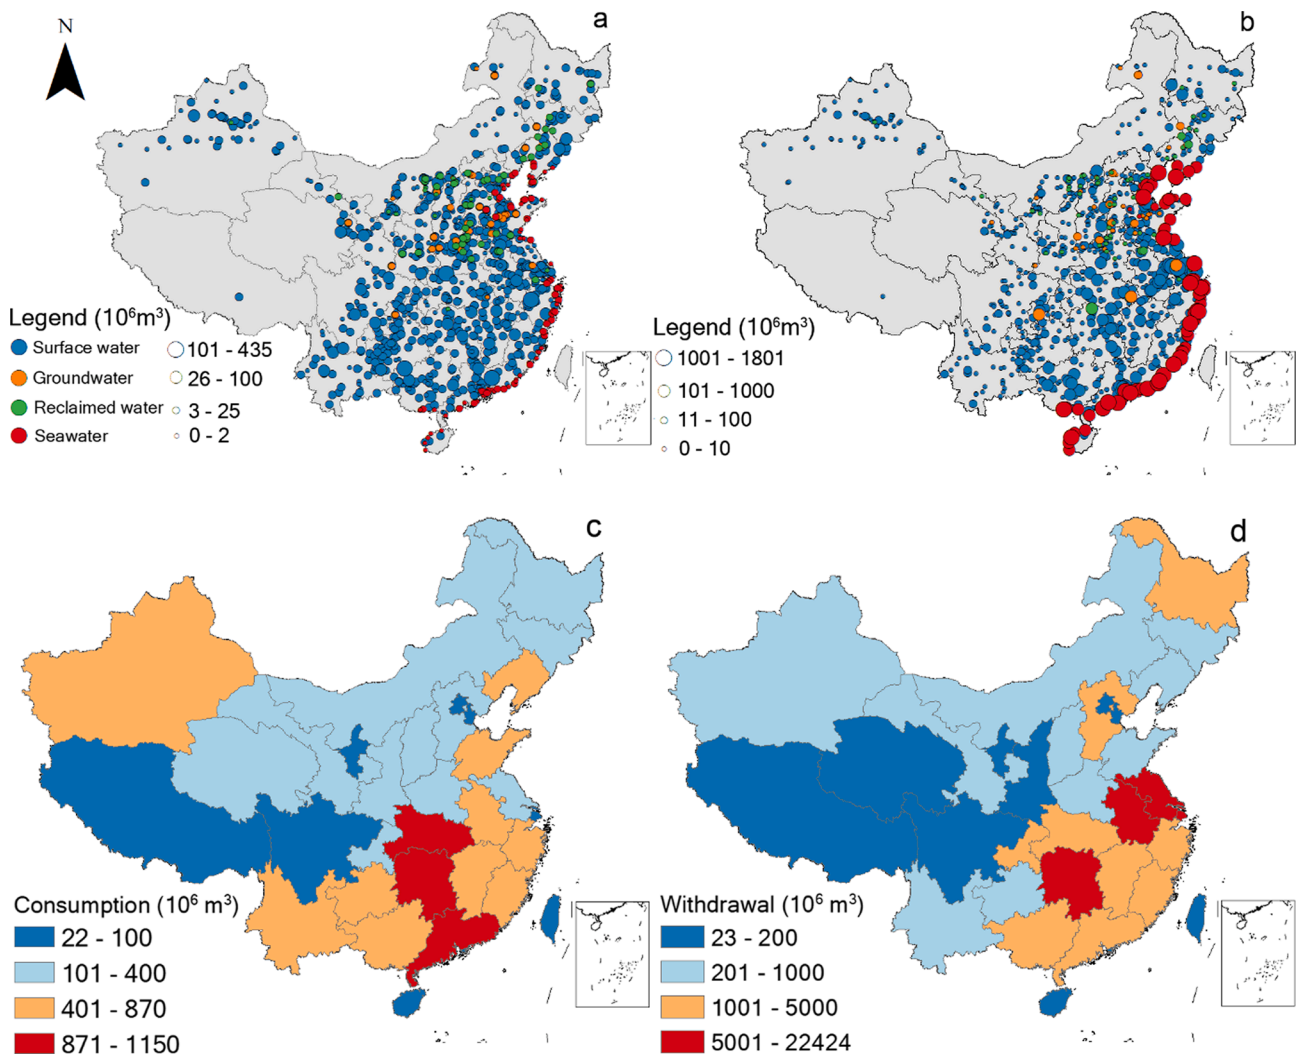 N
a
b
Legend (10⁶m³)
Surface water
101 - 435
Groundwater
26 - 100
Reclaimed water
3 - 25
Seawater
0 - 2
Legend (10⁶m³)
1001 - 1801
101 - 1000
11 - 100
0 - 10
c
d
Consumption (10⁶ m³)
22 - 100
101 - 400
401 - 870
871 - 1150
Withdrawal (10⁶ m³)
23 - 200
201 - 1000
1001 - 5000
5001 - 22424